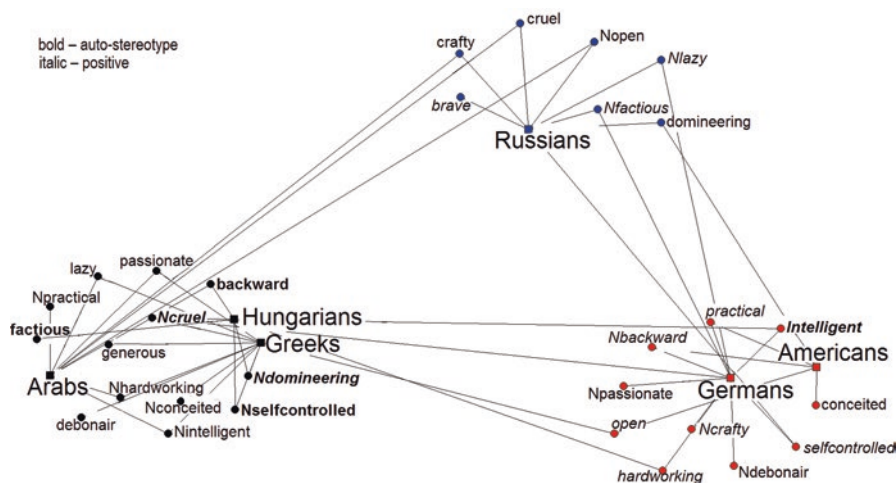 cruel
crafty
Nopen
bold – auto-stereotype
italic – positive
Nlazy
brave
Nfactious
domineering
Russians
passionate
lazy
backward
Npractical
practical
Ncruel
Hungarians
Intelligent
factious
Greeks
Nbackward
generous
Americans
Arabs
Nhardworking
Ndomineering
Germans
Npassionate
Nconceited
Nselfcontrolled
conceited
debonair
Nintelligent
open
Ncrafty
selfcontrolled
hardworking
Ndebonair